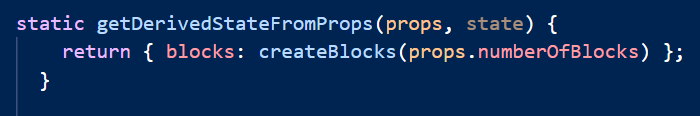 static getDerivedStateFromProps(props, state) {
    return { blocks: createBlocks(props.numberOfBlocks) };
  }